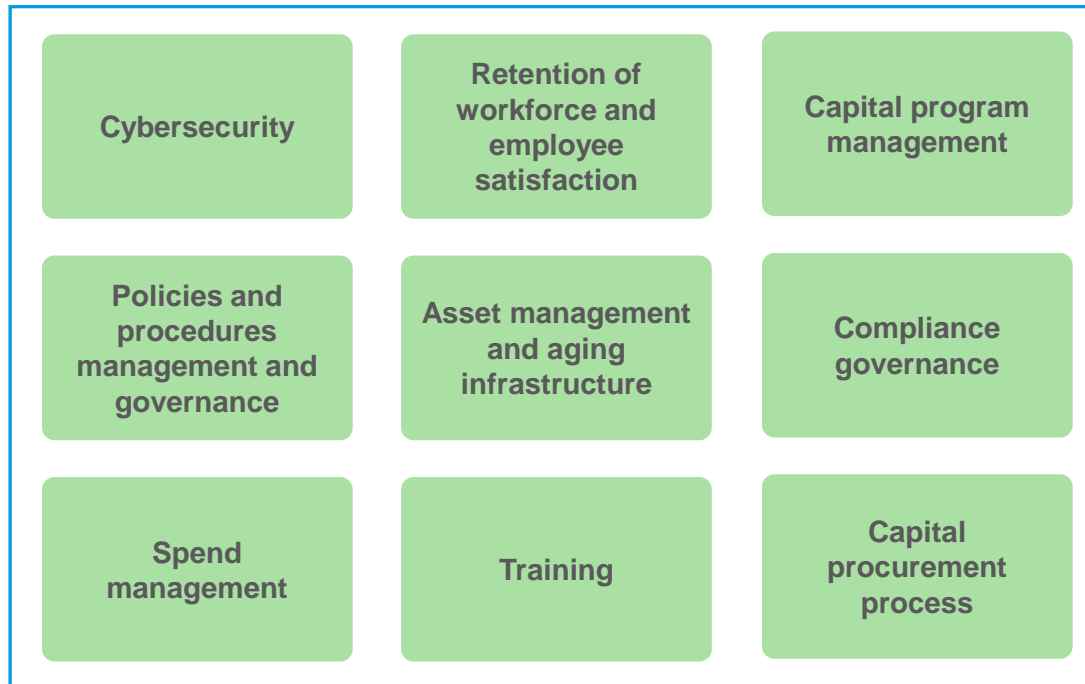 Cybersecurity
Retention of
workforce and
employee
satisfaction
Capital program
management
Policies and
procedures
management and
governance
Asset management
and aging
infrastructure
Compliance
governance
Spend
management
Training
Capital
procurement
process